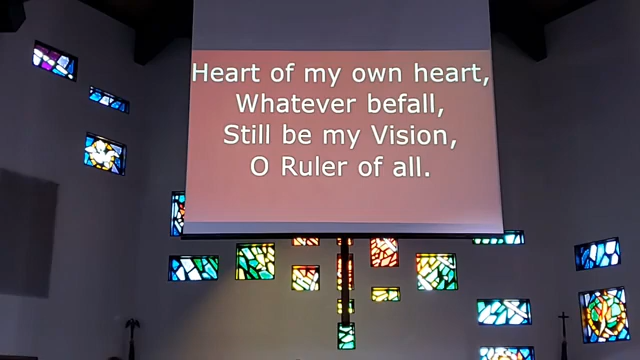 Heart of my own heart,
Whatever befall,
Still be my Vision,
O Ruler of all.